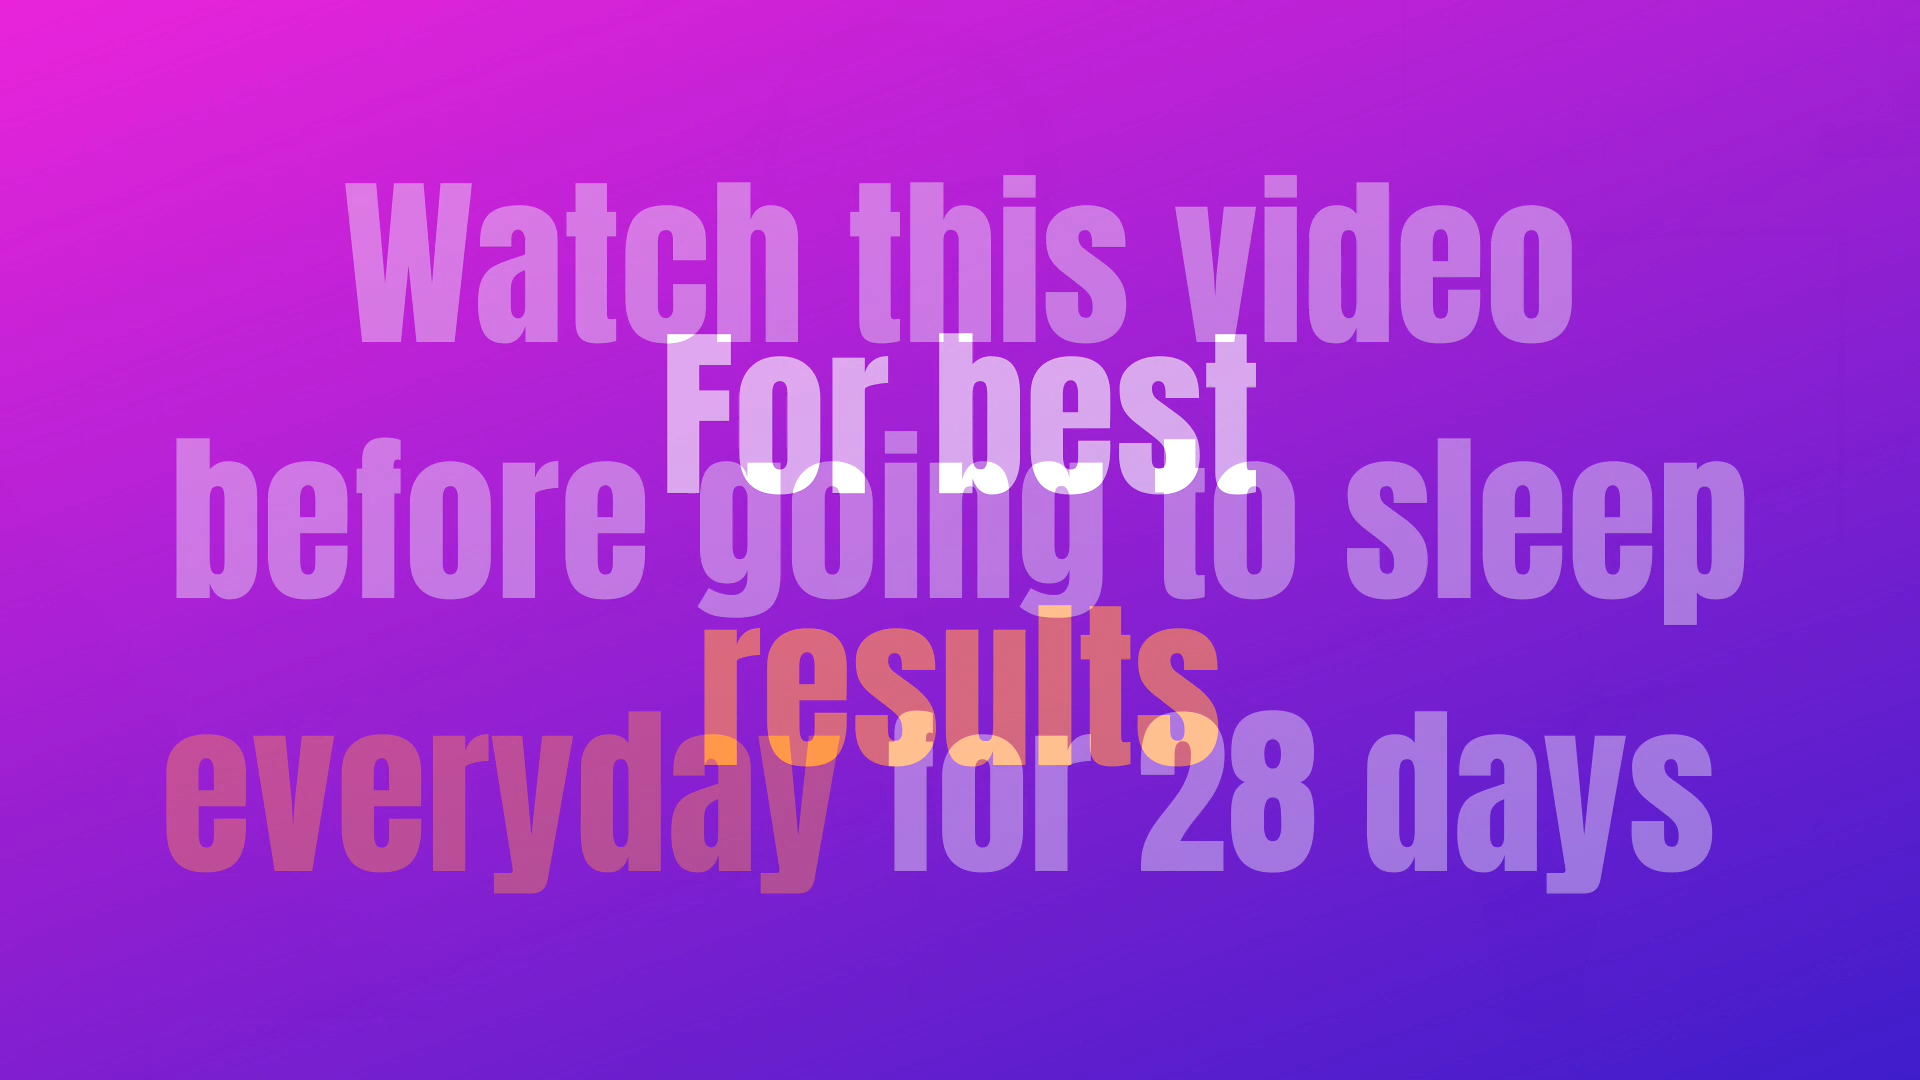 Watch this video
For best
before going to sleep
results
everyday for 28 days